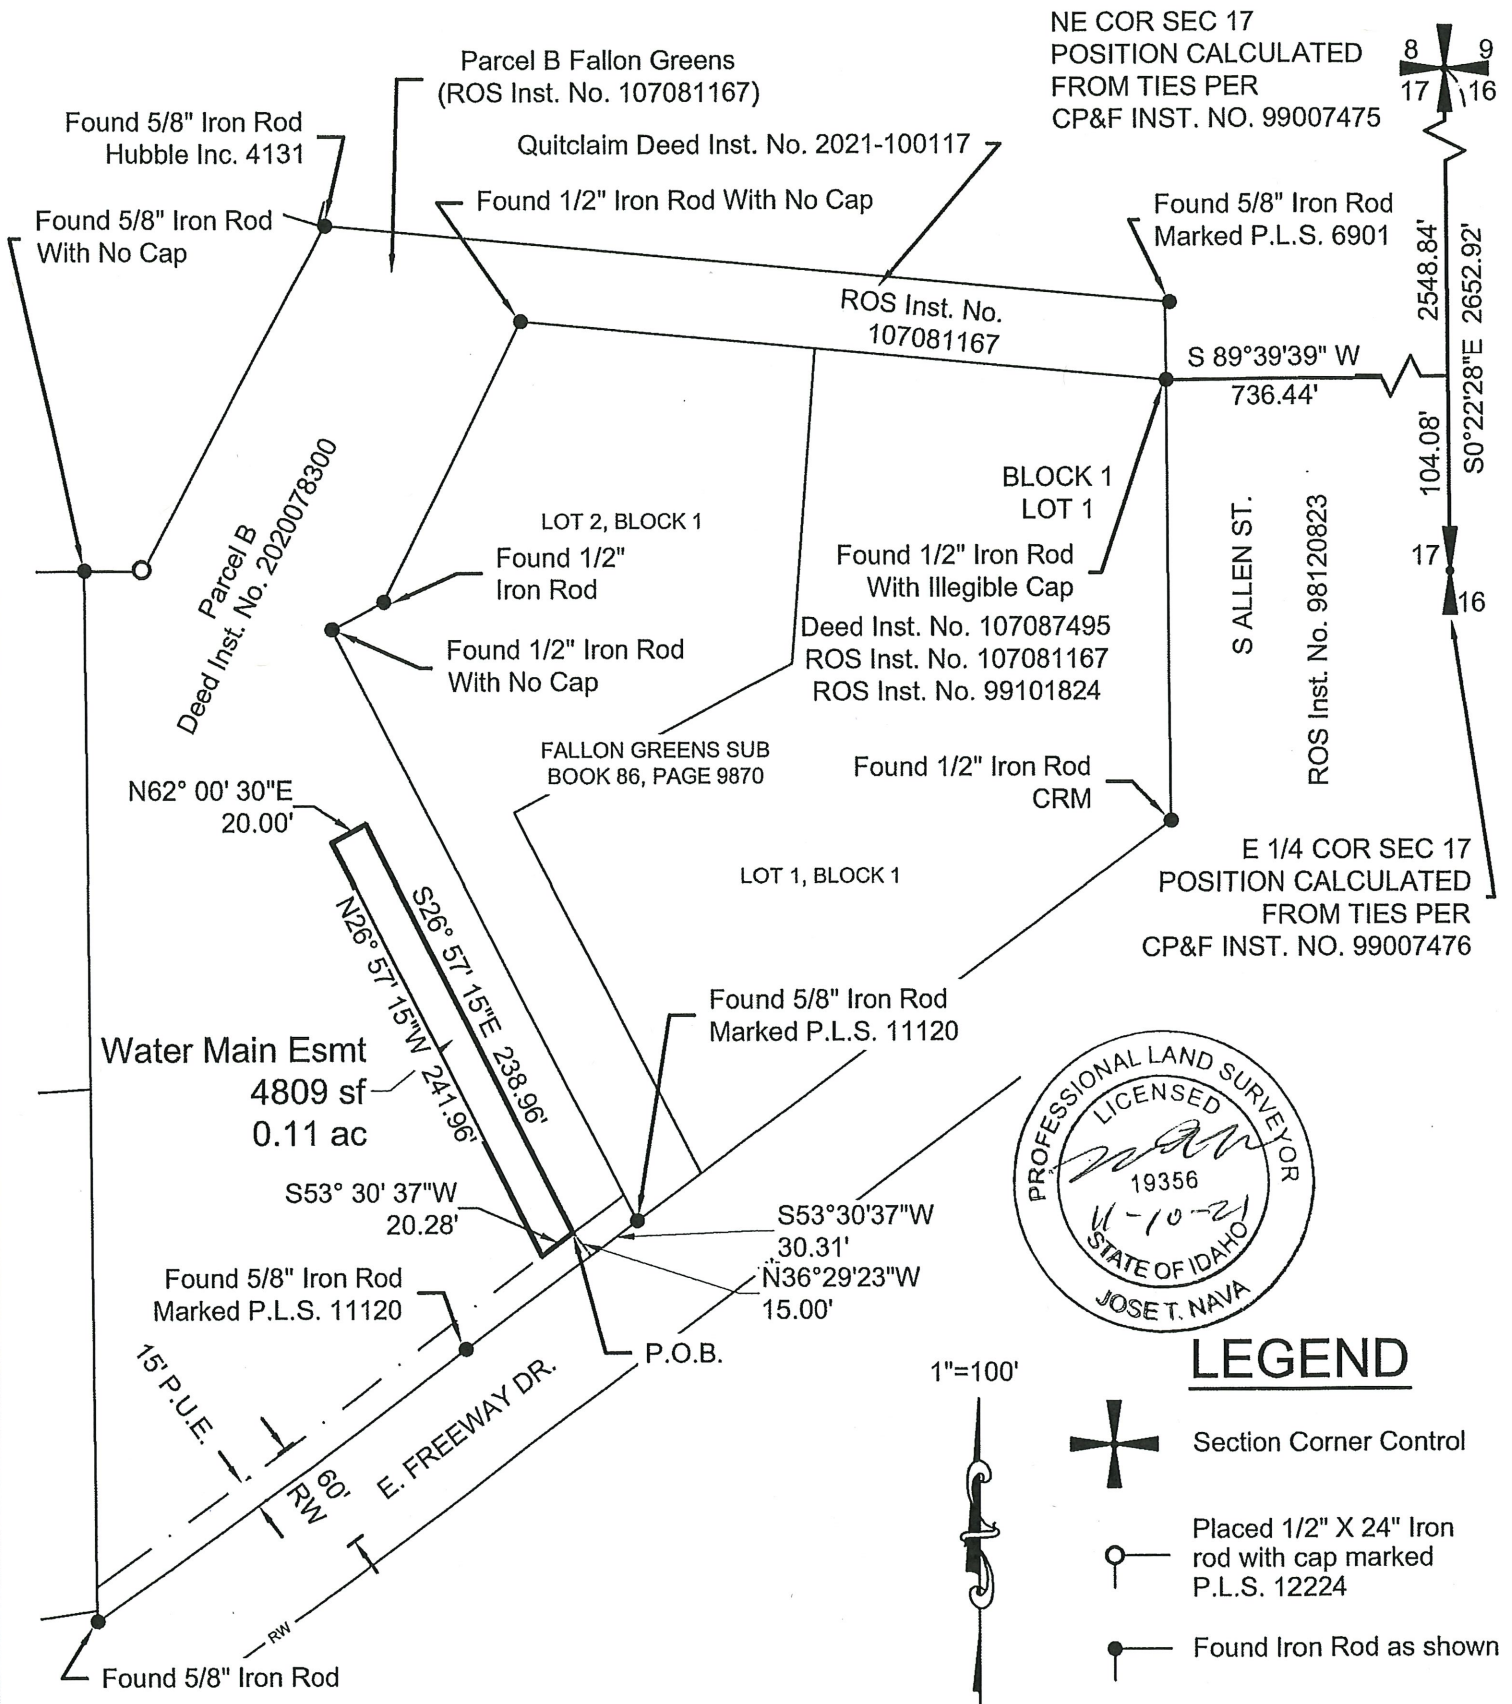 NE COR SEC 17
POSITION CALCULATED
FROM TIES PER
CP&F INST. NO. 99007475
8 9
17 16
Parcel B Fallon Greens
(ROS Inst. No. 107081167)
Found 5/8" Iron Rod
Hubble Inc. 4131
Quitclaim Deed Inst. No. 2021-100117
Found 1/2" Iron Rod With No Cap
Found 5/8" Iron Rod
With No Cap
Found 5/8" Iron Rod
Marked P.L.S. 6901
2548.84'
S0°22'28"E 2652.92'
104.08'
ROS Inst. No.
107081167
S 89°39'39" W
736.44'
Parcel B
Deed Inst. No. 2020078300
BLOCK 1
LOT 1
LOT 2, BLOCK 1
Found 1/2"
Iron Rod
Found 1/2" Iron Rod
With Illegible Cap
S ALLEN ST.
ROS Inst. No. 98120823
17
16
Deed Inst. No. 107087495
ROS Inst. No. 107081167
ROS Inst. No. 99101824
Found 1/2" Iron Rod
With No Cap
FALLON GREENS SUB
BOOK 86, PAGE 9870
Found 1/2" Iron Rod
CRM
N62° 00' 30"E
20.00'
E 1/4 COR SEC 17
POSITION CALCULATED
FROM TIES PER
CP&F INST. NO. 99007476
LOT 1, BLOCK 1
S26° 57' 15"E 238.96'
N26° 57' 15"W 241.96'
Found 5/8" Iron Rod
Marked P.L.S. 11120
Water Main Esmt
4809 sf
0.11 ac
PROFESSIONAL LAND SURVEYOR
LICENSED
19356
11-10-21
STATE OF IDAHO
JOSE T. NAVA
S53° 30' 37"W
20.28'
S53°30'37"W
30.31'
N36°29'23"W
15.00'
Found 5/8" Iron Rod
Marked P.L.S. 11120
P.O.B.
15' P.U.E.
60'
RW
E. FREEWAY DR.
RW
Found 5/8" Iron Rod
1"=100'
LEGEND
Section Corner Control
Placed 1/2" X 24" Iron
rod with cap marked
P.L.S. 12224
Found Iron Rod as shown